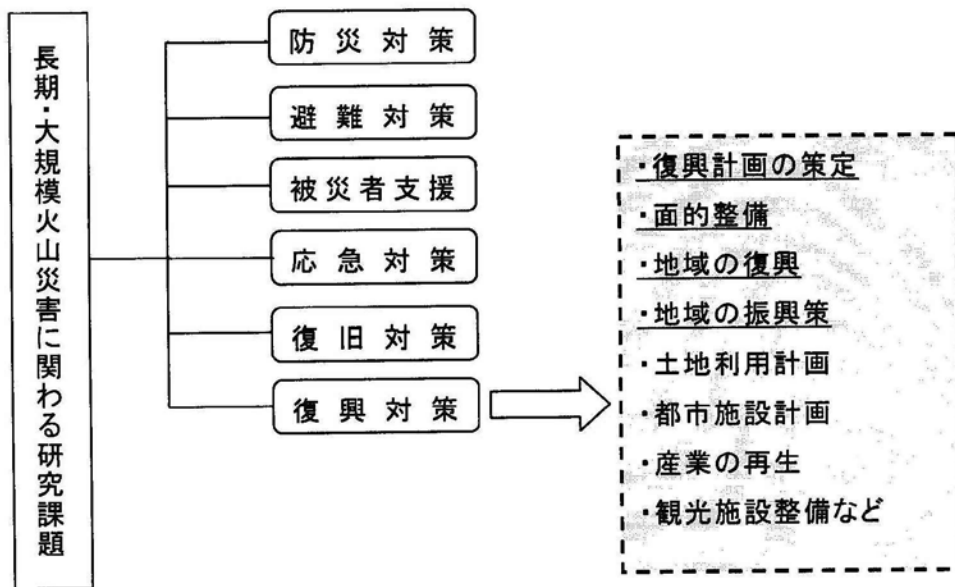 長期・大規模火山災害に関わる研究課題
防災対策
避難対策
被災者支援
応急対策
復旧対策
復興対策
・復興計画の策定
・面的整備
・地域の復興
・地域の振興策
・土地利用計画
・都市施設計画
・産業の再生
・観光施設整備など